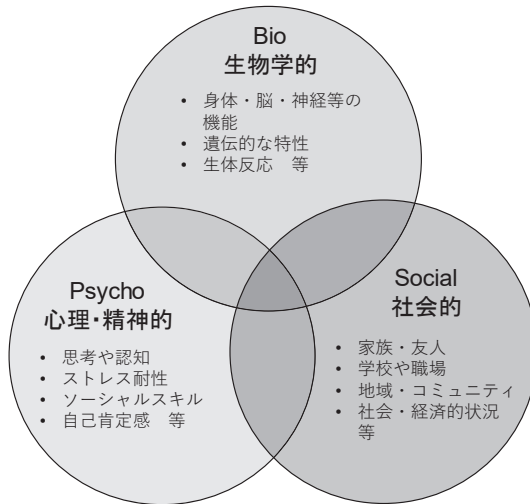 Bio
生物学的
• 身体・脳・神経等の
機能
• 遺伝的な特性
• 生体反応　等
Psycho
心理・精神的
• 思考や認知
• ストレス耐性
• ソーシャルスキル
• 自己肯定感　等
Social
社会的
• 家族・友人
• 学校や職場
• 地域・コミュニティ
• 社会・経済的状況
等